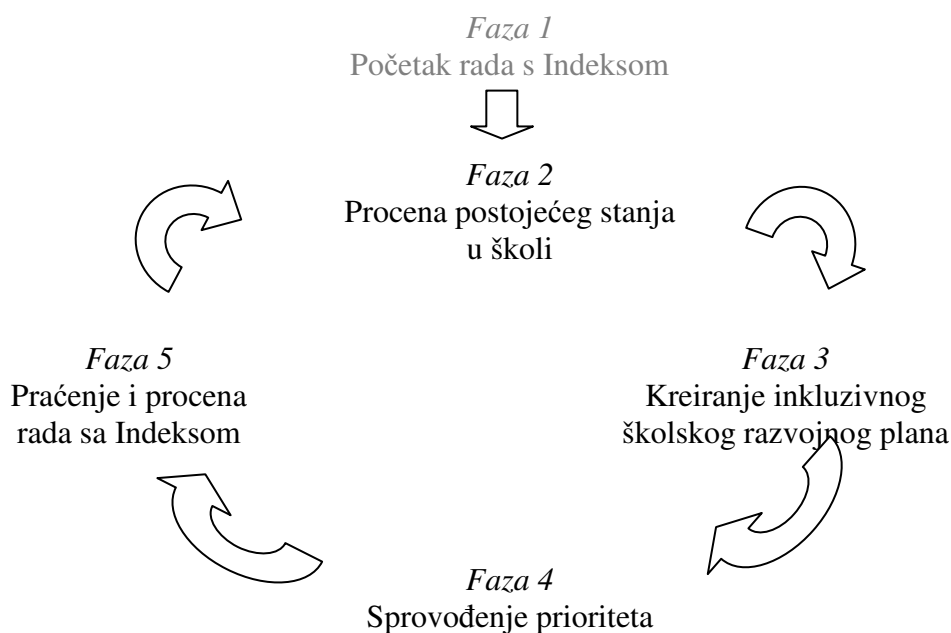 Faza 1
Početak rada s Indeksom
Faza 2
Procena postojećeg stanja
u školi
Faza 3
Kreiranje inkluzivnog
školskog razvojnog plana
Faza 4
Sprovođenje prioriteta
Faza 5
Praćenje i procena
rada sa Indeksom